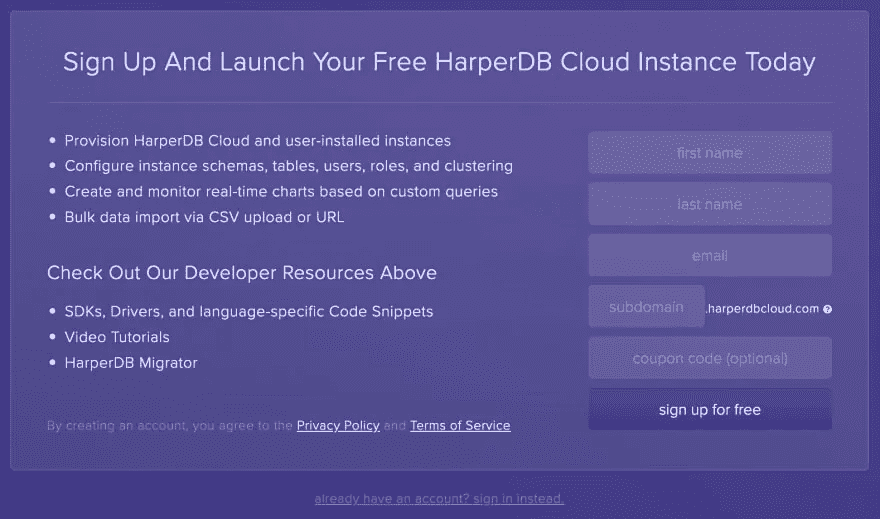 Sign Up And Launch Your Free HarperDB Cloud Instance Today
Provision HarperDB Cloud and user-installed instances
Configure instance schemas, tables, users, roles, and clustering
Create and monitor real-time charts based on custom queries
Bulk data import via CSV upload or URL
Check Out Our Developer Resources Above
SDKs, Drivers, and language-specific Code Snippets
Video Tutorials
HarperDB Migrator
By creating an account, you agree to the Privacy Policy and Terms of Service
first name
last name
email
subdomain .harperdbcloud.com ?
coupon code (optional)
sign up for free
already have an account? sign in instead.